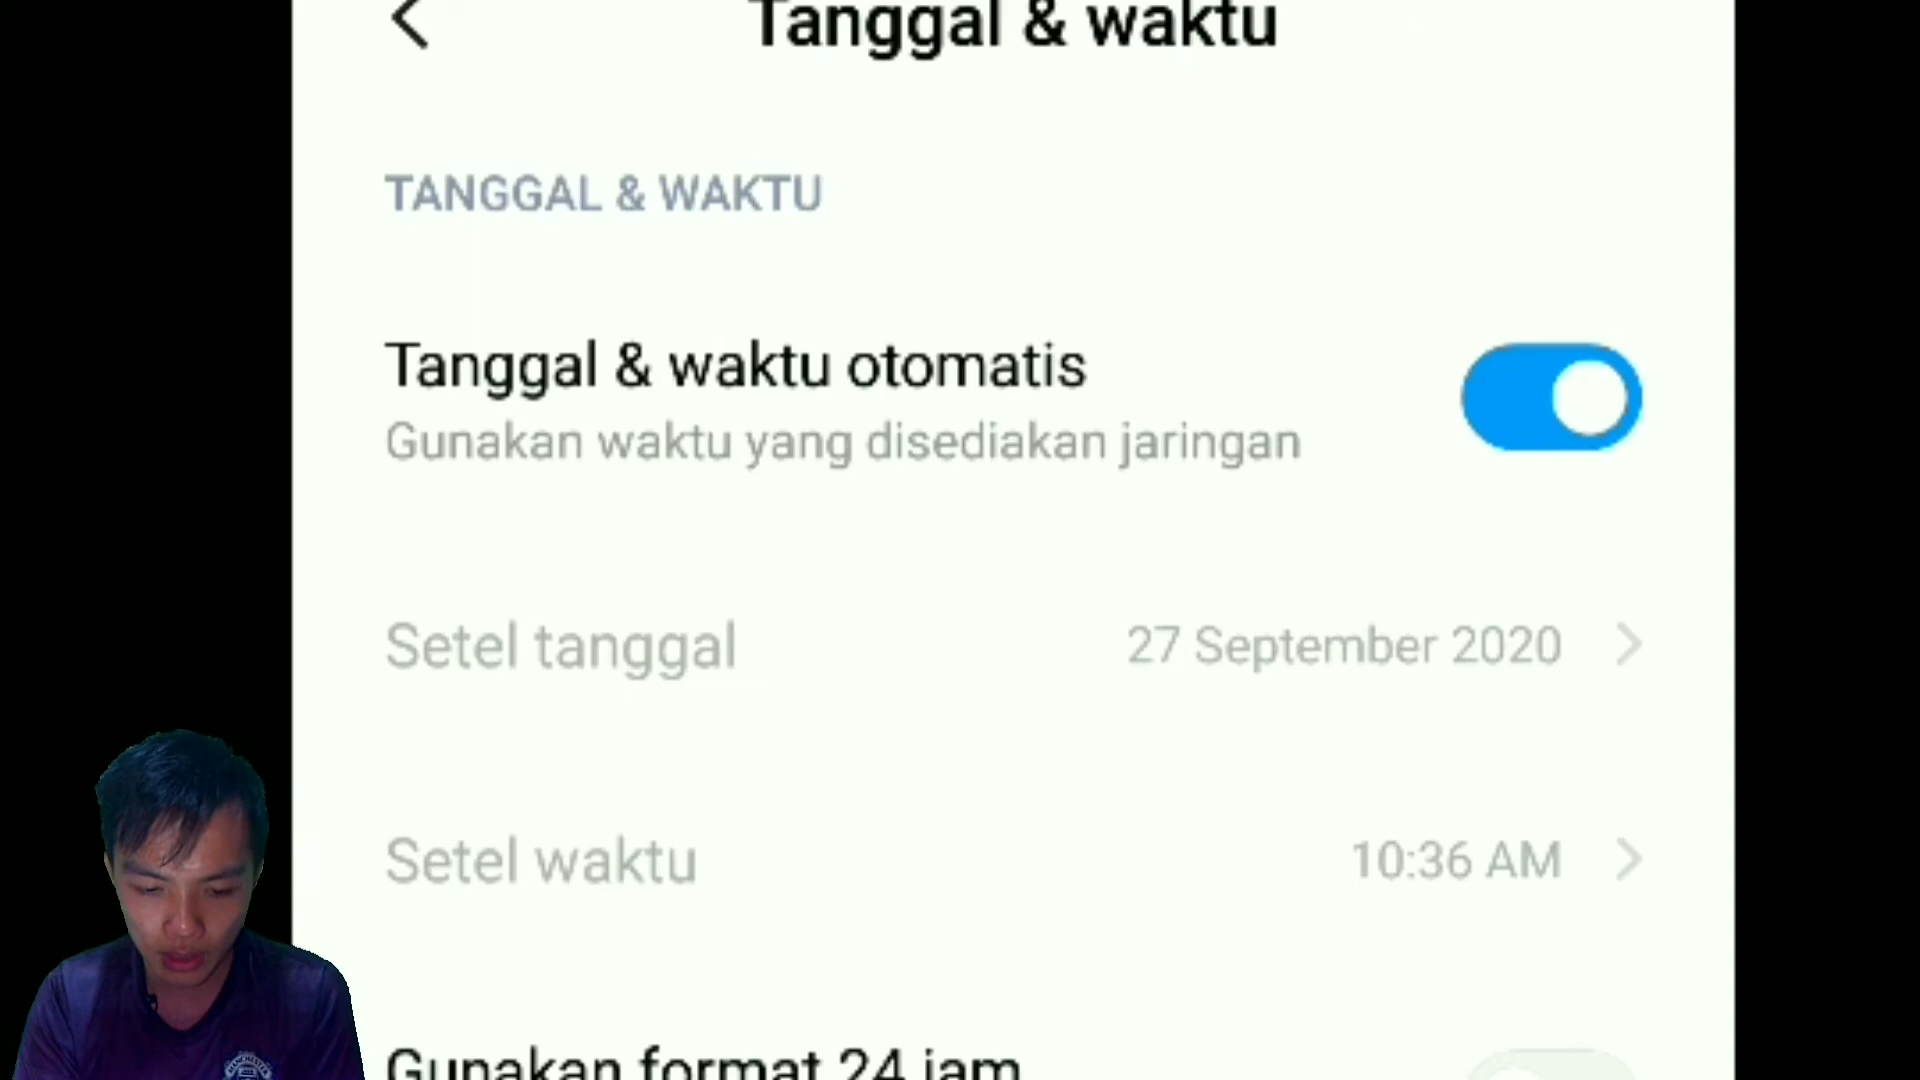 Tanggal & waktu
TANGGAL & WAKTU
Tanggal & waktu otomatis
Gunakan waktu yang disediakan jaringan
Setel tanggal 27 September 2020
Setel waktu 10:36 AM
Gunakan format 24 jam